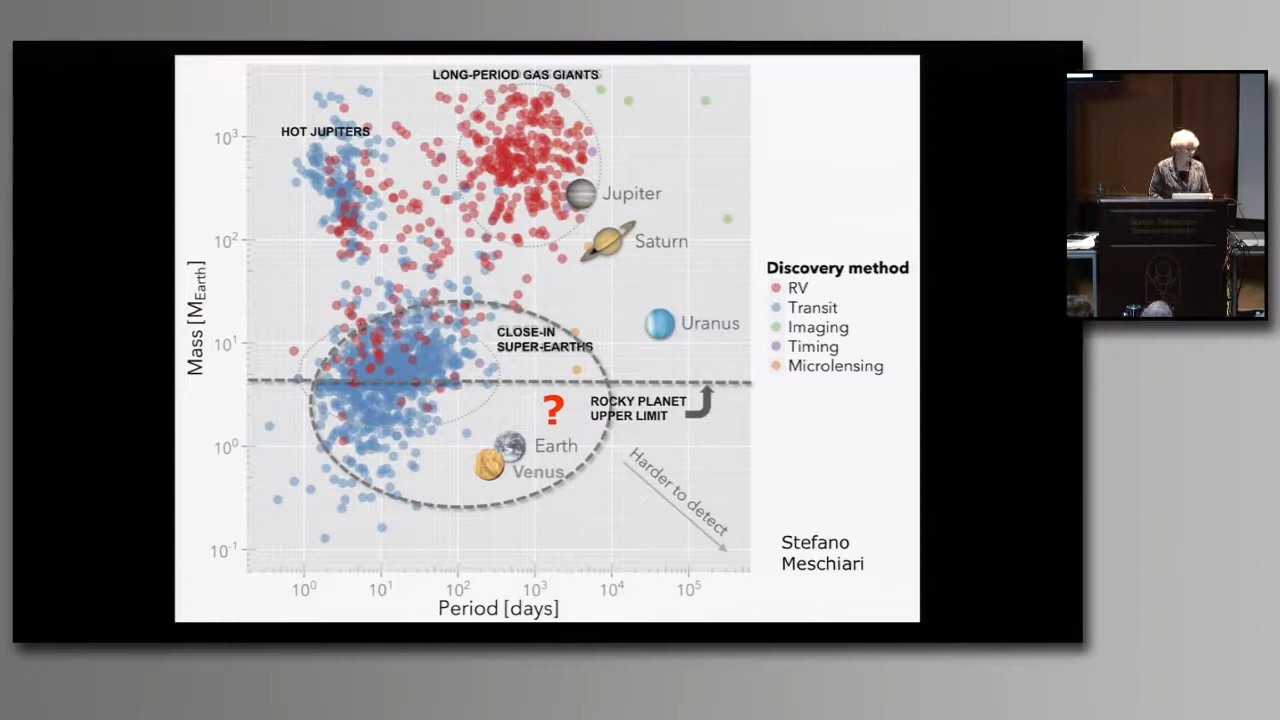 LONG-PERIOD GAS GIANTS
HOT JUPITERS
10³
10²
10¹
10⁰
10⁻¹
Mass [M_Earth]
Jupiter
Saturn
Uranus
CLOSE-IN
SUPER-EARTHS
?
ROCKY PLANET
UPPER LIMIT
Earth
Venus
Harder to detect
10⁰ 10¹ 10² 10³ 10⁴ 10⁵
Period [days]
Discovery method
RV
Transit
Imaging
Timing
Microlensing
Stefano
Meschiari